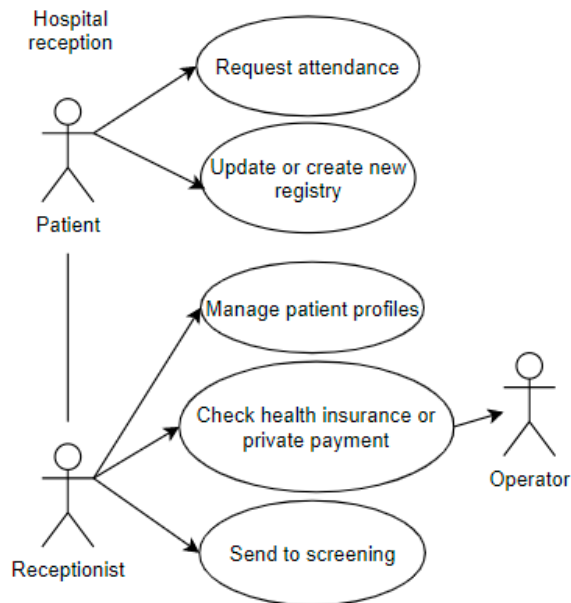 Hospital
reception
Request attendance
Update or create new
registry
Patient
Manage patient profiles
Check health insurance or
private payment
Operator
Send to screening
Receptionist